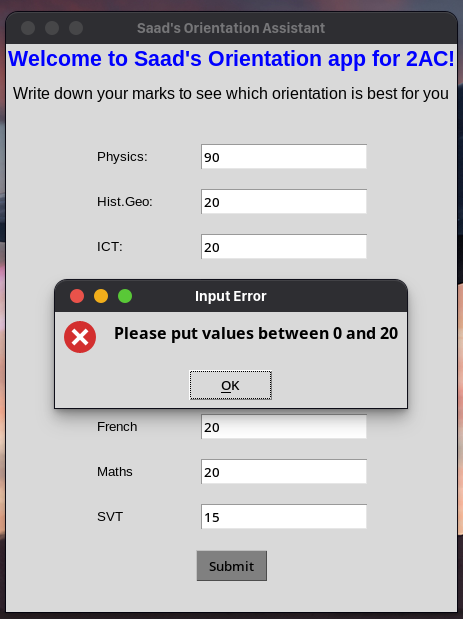 Saad's Orientation Assistant
Welcome to Saad's Orientation app for 2AC!
Write down your marks to see which orientation is best for you
Physics: 90
Hist.Geo: 20
ICT: 20
Input Error
Please put values between 0 and 20
OK
French 20
Maths 20
SVT 15
Submit